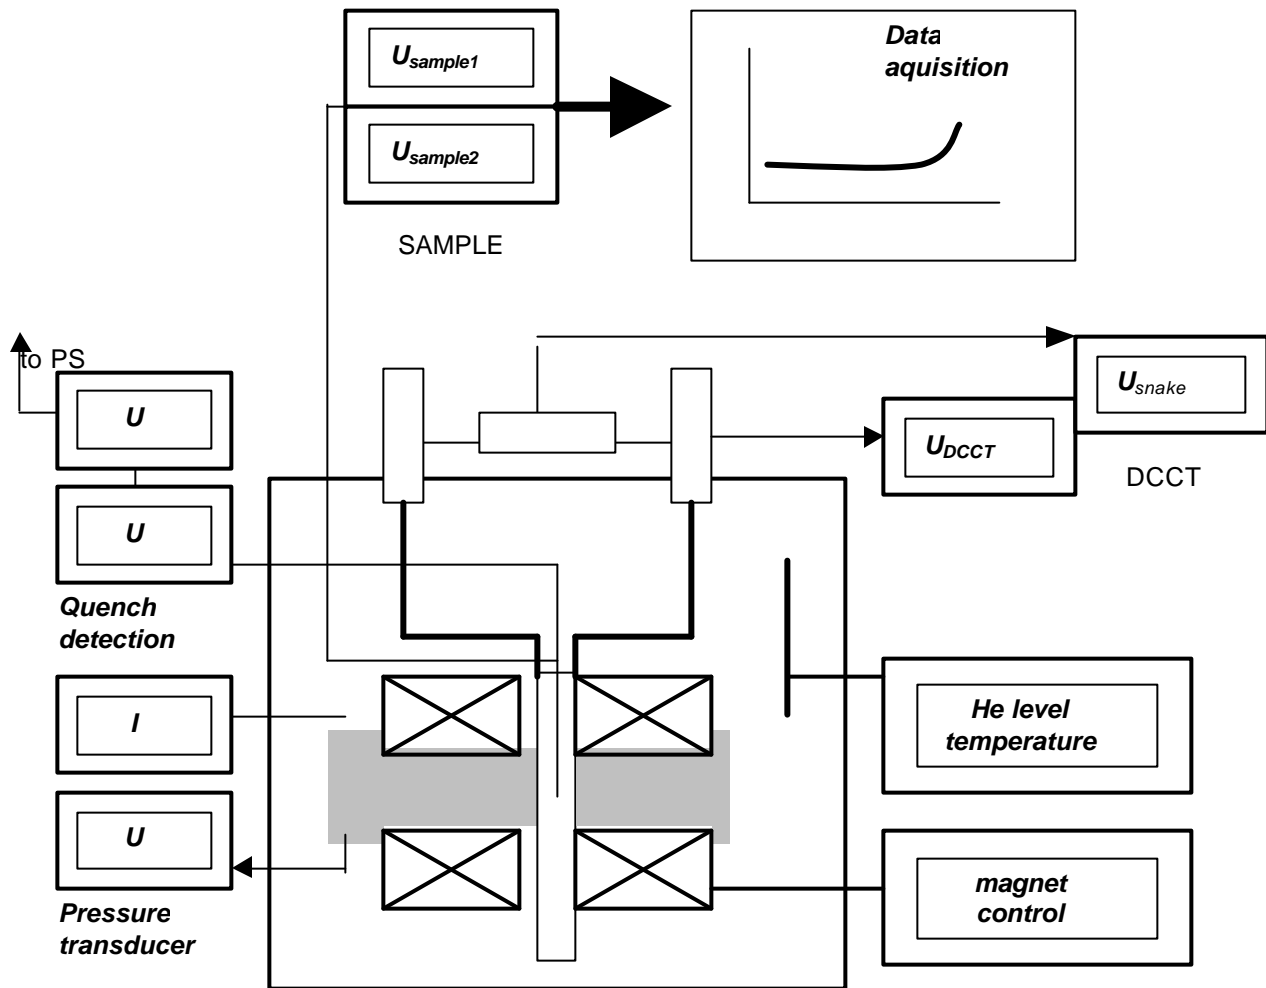 Usample1
Data
aquisition
Usample2
SAMPLE
to PS
U
Usnake
UDCCT
DCCT
U
Quench
detection
I
He level
temperature
U
magnet
control
Pressure
transducer